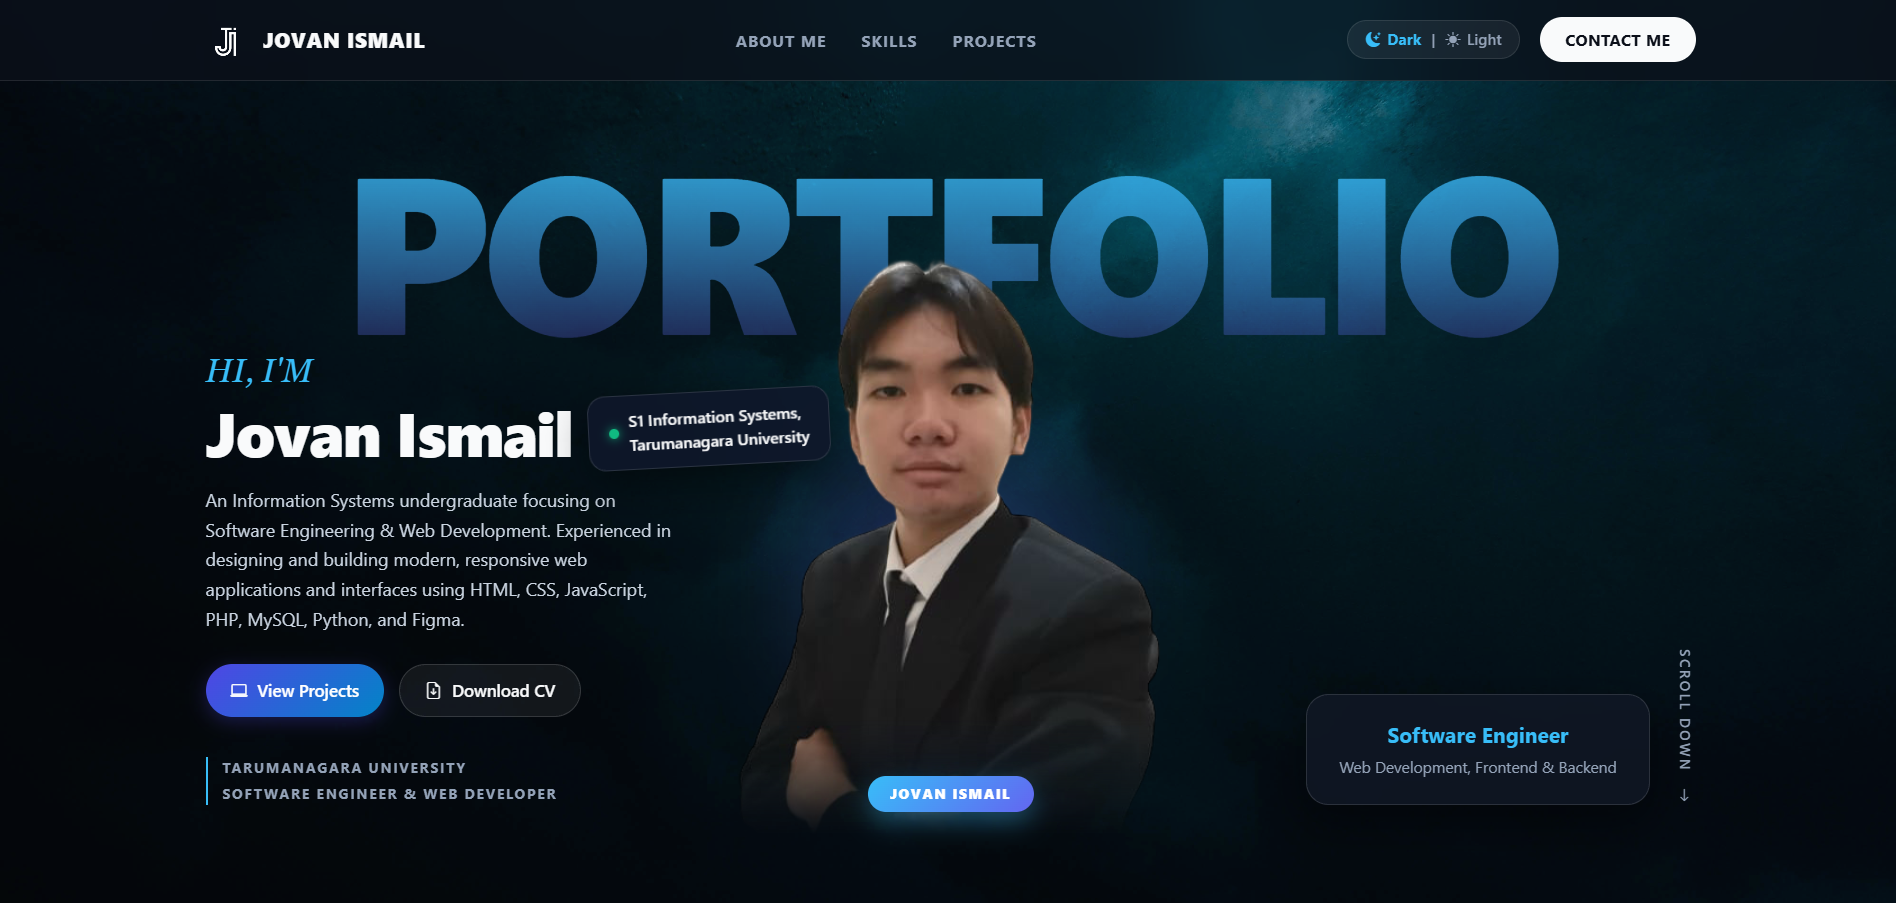 Ji JOVAN ISMAIL
ABOUT ME SKILLS PROJECTS
Dark | Light
CONTACT ME
PORTFOLIO
HI, I'M
Jovan Ismail
S1 Information Systems,
Tarumanagara University
An Information Systems undergraduate focusing on
Software Engineering & Web Development. Experienced in
designing and building modern, responsive web
applications and interfaces using HTML, CSS, JavaScript,
PHP, MySQL, Python, and Figma.
View Projects
Download CV
TARUMANAGARA UNIVERSITY
SOFTWARE ENGINEER & WEB DEVELOPER
JOVAN ISMAIL
Software Engineer
Web Development, Frontend & Backend
SCROLL DOWN